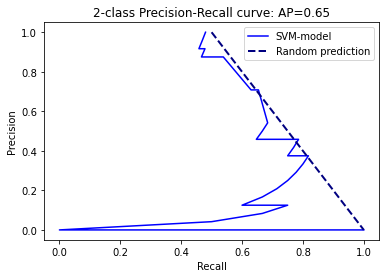 2-class Precision-Recall curve: AP=0.65
SVM-model
Random prediction
Precision
1.0
0.8
0.6
0.4
0.2
0.0
0.0 0.2 0.4 0.6 0.8 1.0
Recall